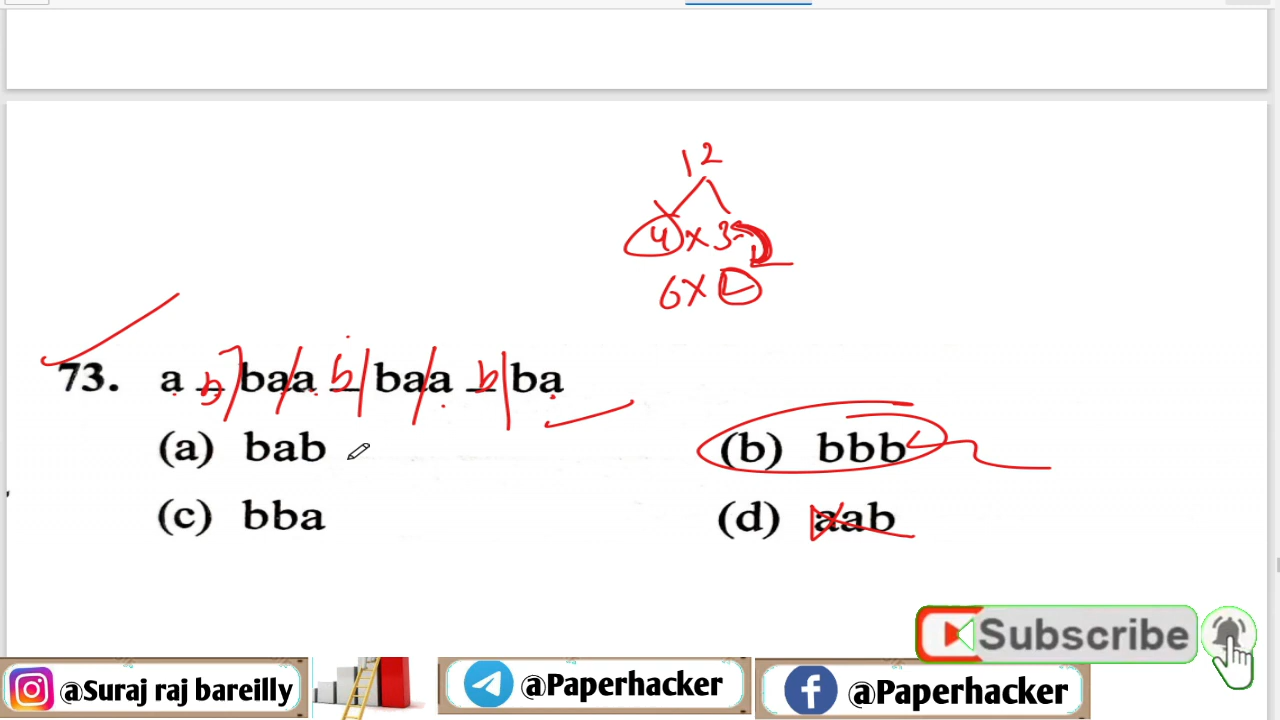 12
4 x 3
6 x 2
73. a _ baa _ baa _ ba
b b b
(a) bab (b) bbb
(c) bba (d) aab
Subscribe
@Suraj raj bareilly @Paperhacker @Paperhacker